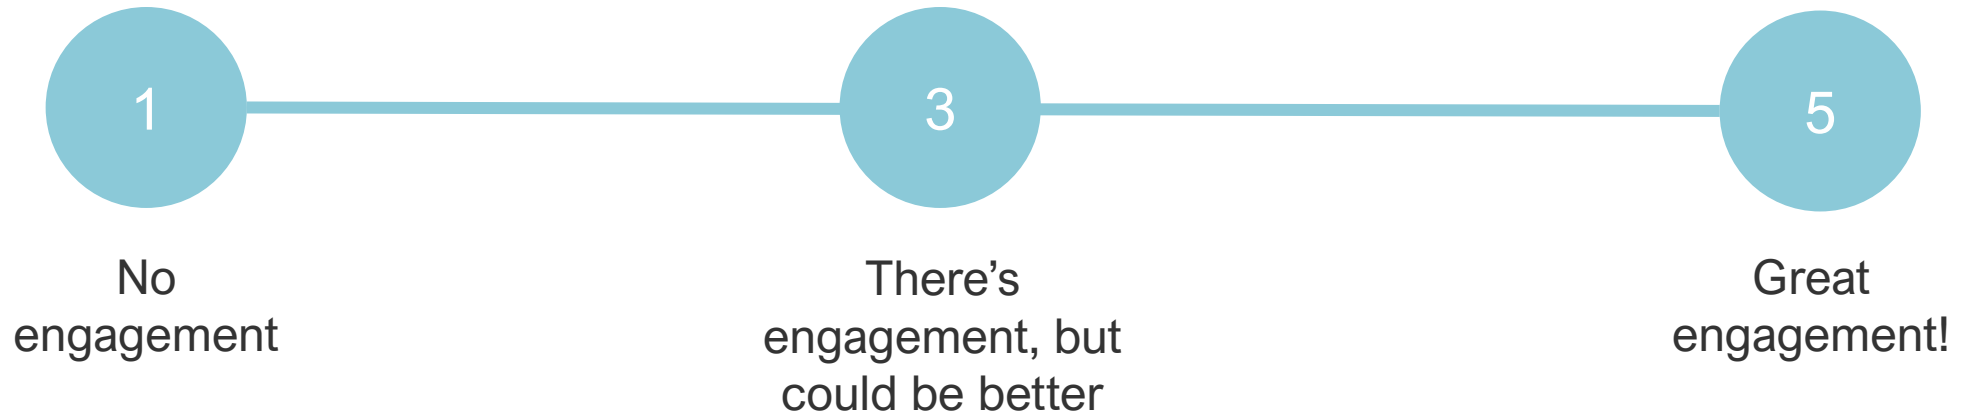 1
3
5
No
engagement
There’s
engagement, but
could be better
Great
engagement!